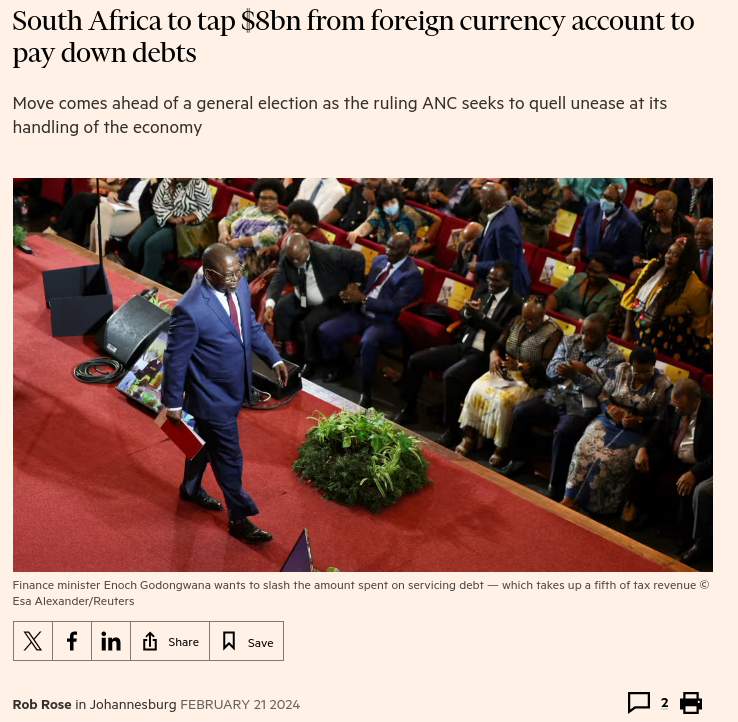 South Africa to tap $8bn from foreign currency account to
pay down debts
Move comes ahead of a general election as the ruling ANC seeks to quell unease at its
handling of the economy
Finance minister Enoch Godongwana wants to slash the amount spent on servicing debt — which takes up a fifth of tax revenue ©
Esa Alexander/Reuters
Share
Save
Rob Rose in Johannesburg FEBRUARY 21 2024
2